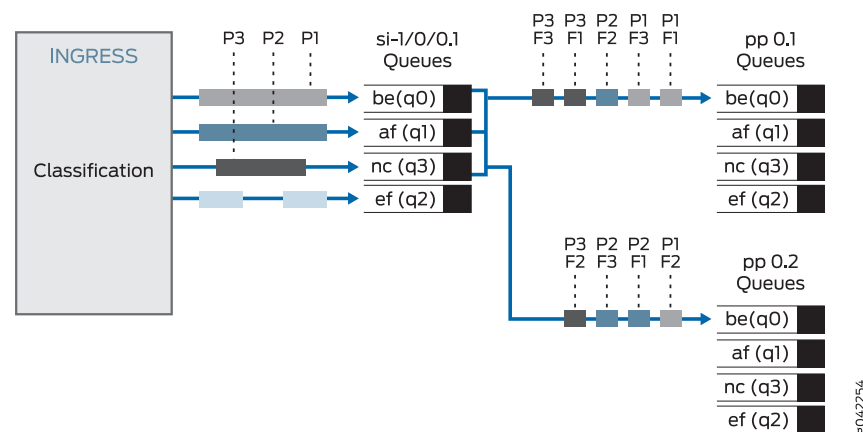 INGRESS
Classification
P3 P2 P1
si-1/0/0.1
Queues
be(q0)
af (q1)
nc (q3)
ef (q2)
P3 P3 P2 P1 P1
F3 F1 F2 F3 F1
pp 0.1
Queues
be(q0)
af (q1)
nc (q3)
ef (q2)
P3 P2 P2 P1
F2 F3 F1 F2
pp 0.2
Queues
be(q0)
af (q1)
nc (q3)
ef (q2)